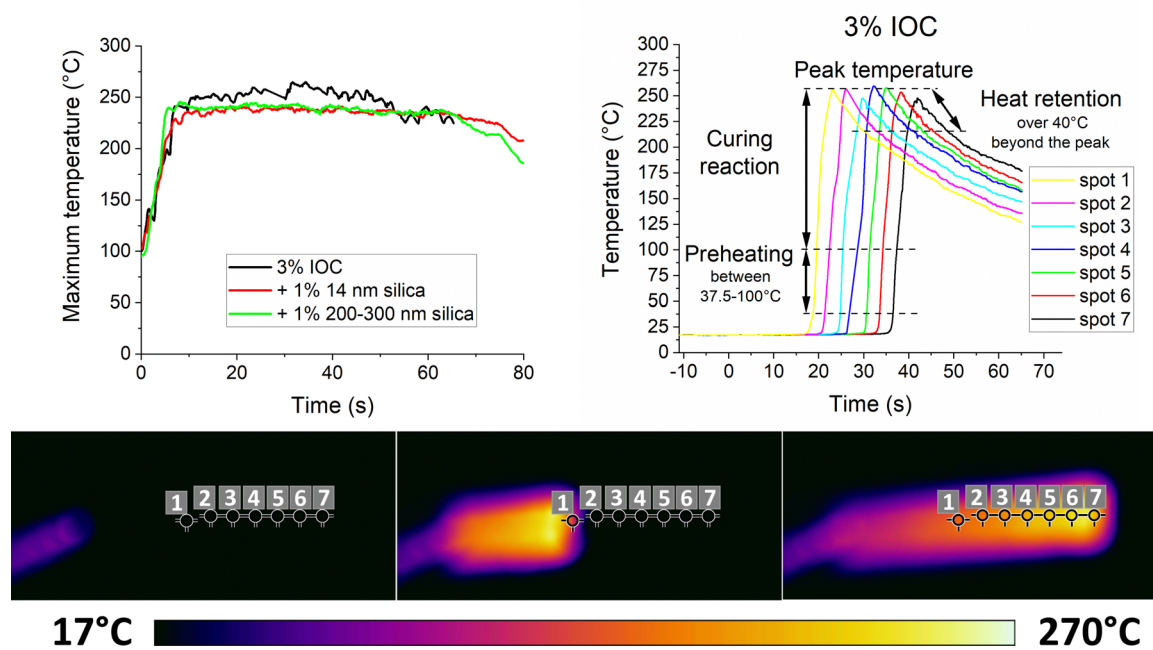 300
250
200
150
100
50
0
Maximum temperature (°C)
3% IOC
+ 1% 14 nm silica
+ 1% 200-300 nm silica
0 20 40 60 80
Time (s)
3% IOC
300
275
250
225
200
175
150
125
100
75
50
25
0
Temperature (°C)
Peak temperature
Heat retention
over 40°C
beyond the peak
Curing
reaction
Preheating
between
37.5-100°C
spot 1
spot 2
spot 3
spot 4
spot 5
spot 6
spot 7
-10 0 10 20 30 40 50 60 70
Time (s)
1 2 3 4 5 6 7
1 2 3 4 5 6 7
1 2 3 4 5 6 7
17°C 270°C